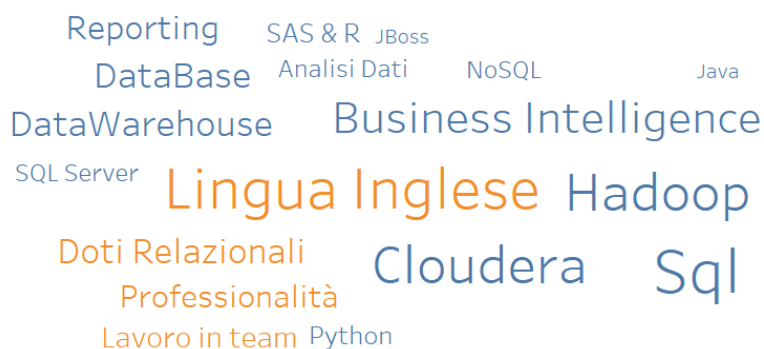 Reporting
SAS & R
JBoss
DataBase
Analisi Dati
NoSQL
Java
DataWarehouse
Business Intelligence
SQL Server
Lingua Inglese
Hadoop
Doti Relazionali
Cloudera
Sql
Professionalità
Lavoro in team
Python